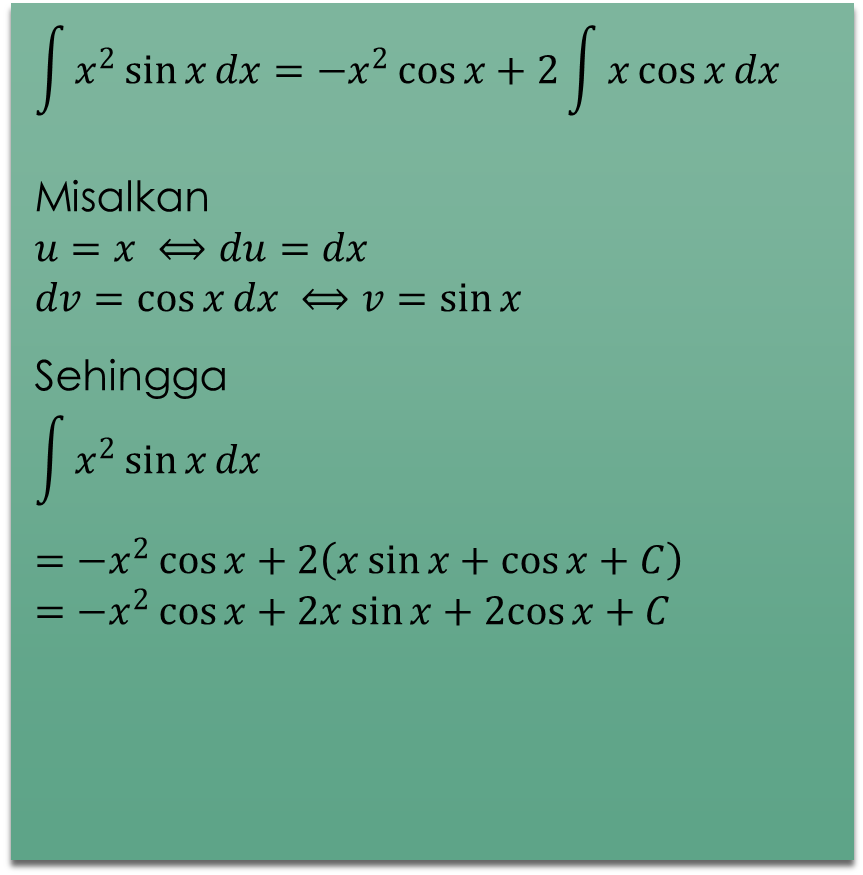 ∫ x² sin x dx = −x² cos x + 2 ∫ x cos x dx
Misalkan
u = x ⟺ du = dx
dv = cos x dx ⟺ v = sin x
Sehingga
∫ x² sin x dx
= −x² cos x + 2(x sin x + cos x + C)
= −x² cos x + 2x sin x + 2cos x + C